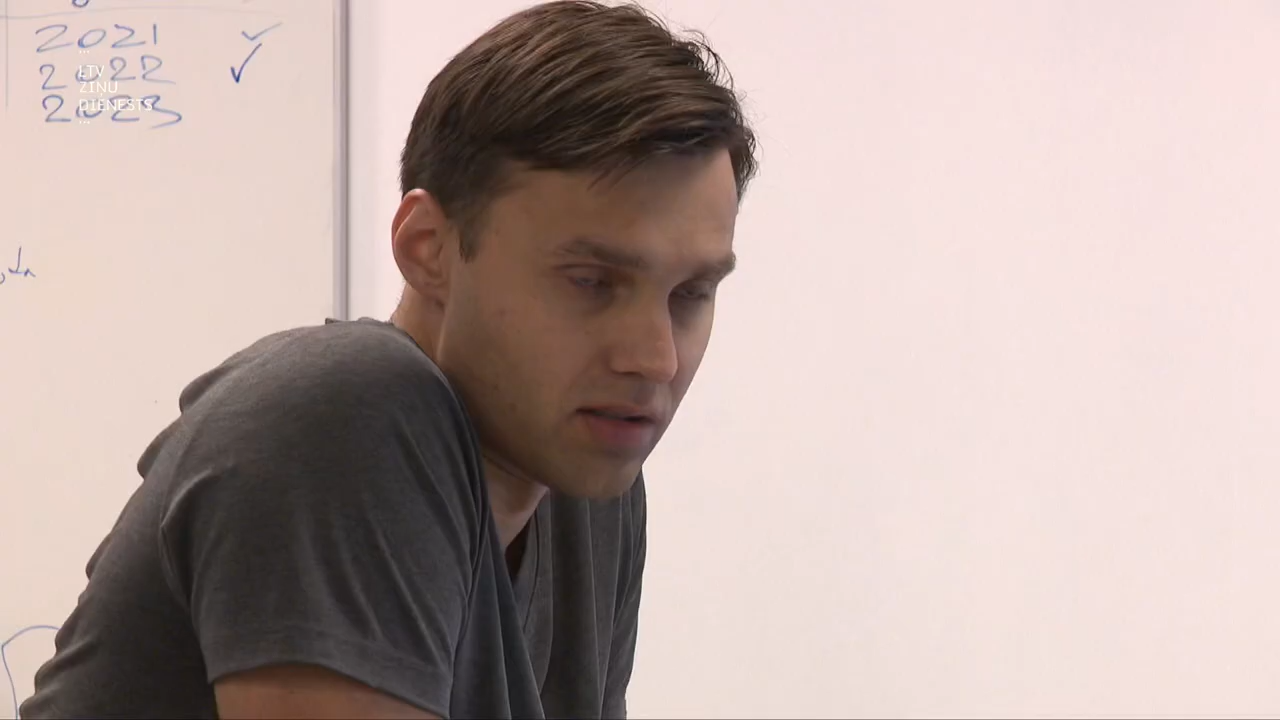 2021 ✓
2022 ✓
2023
LTV
ZIŅU
DIENESTS